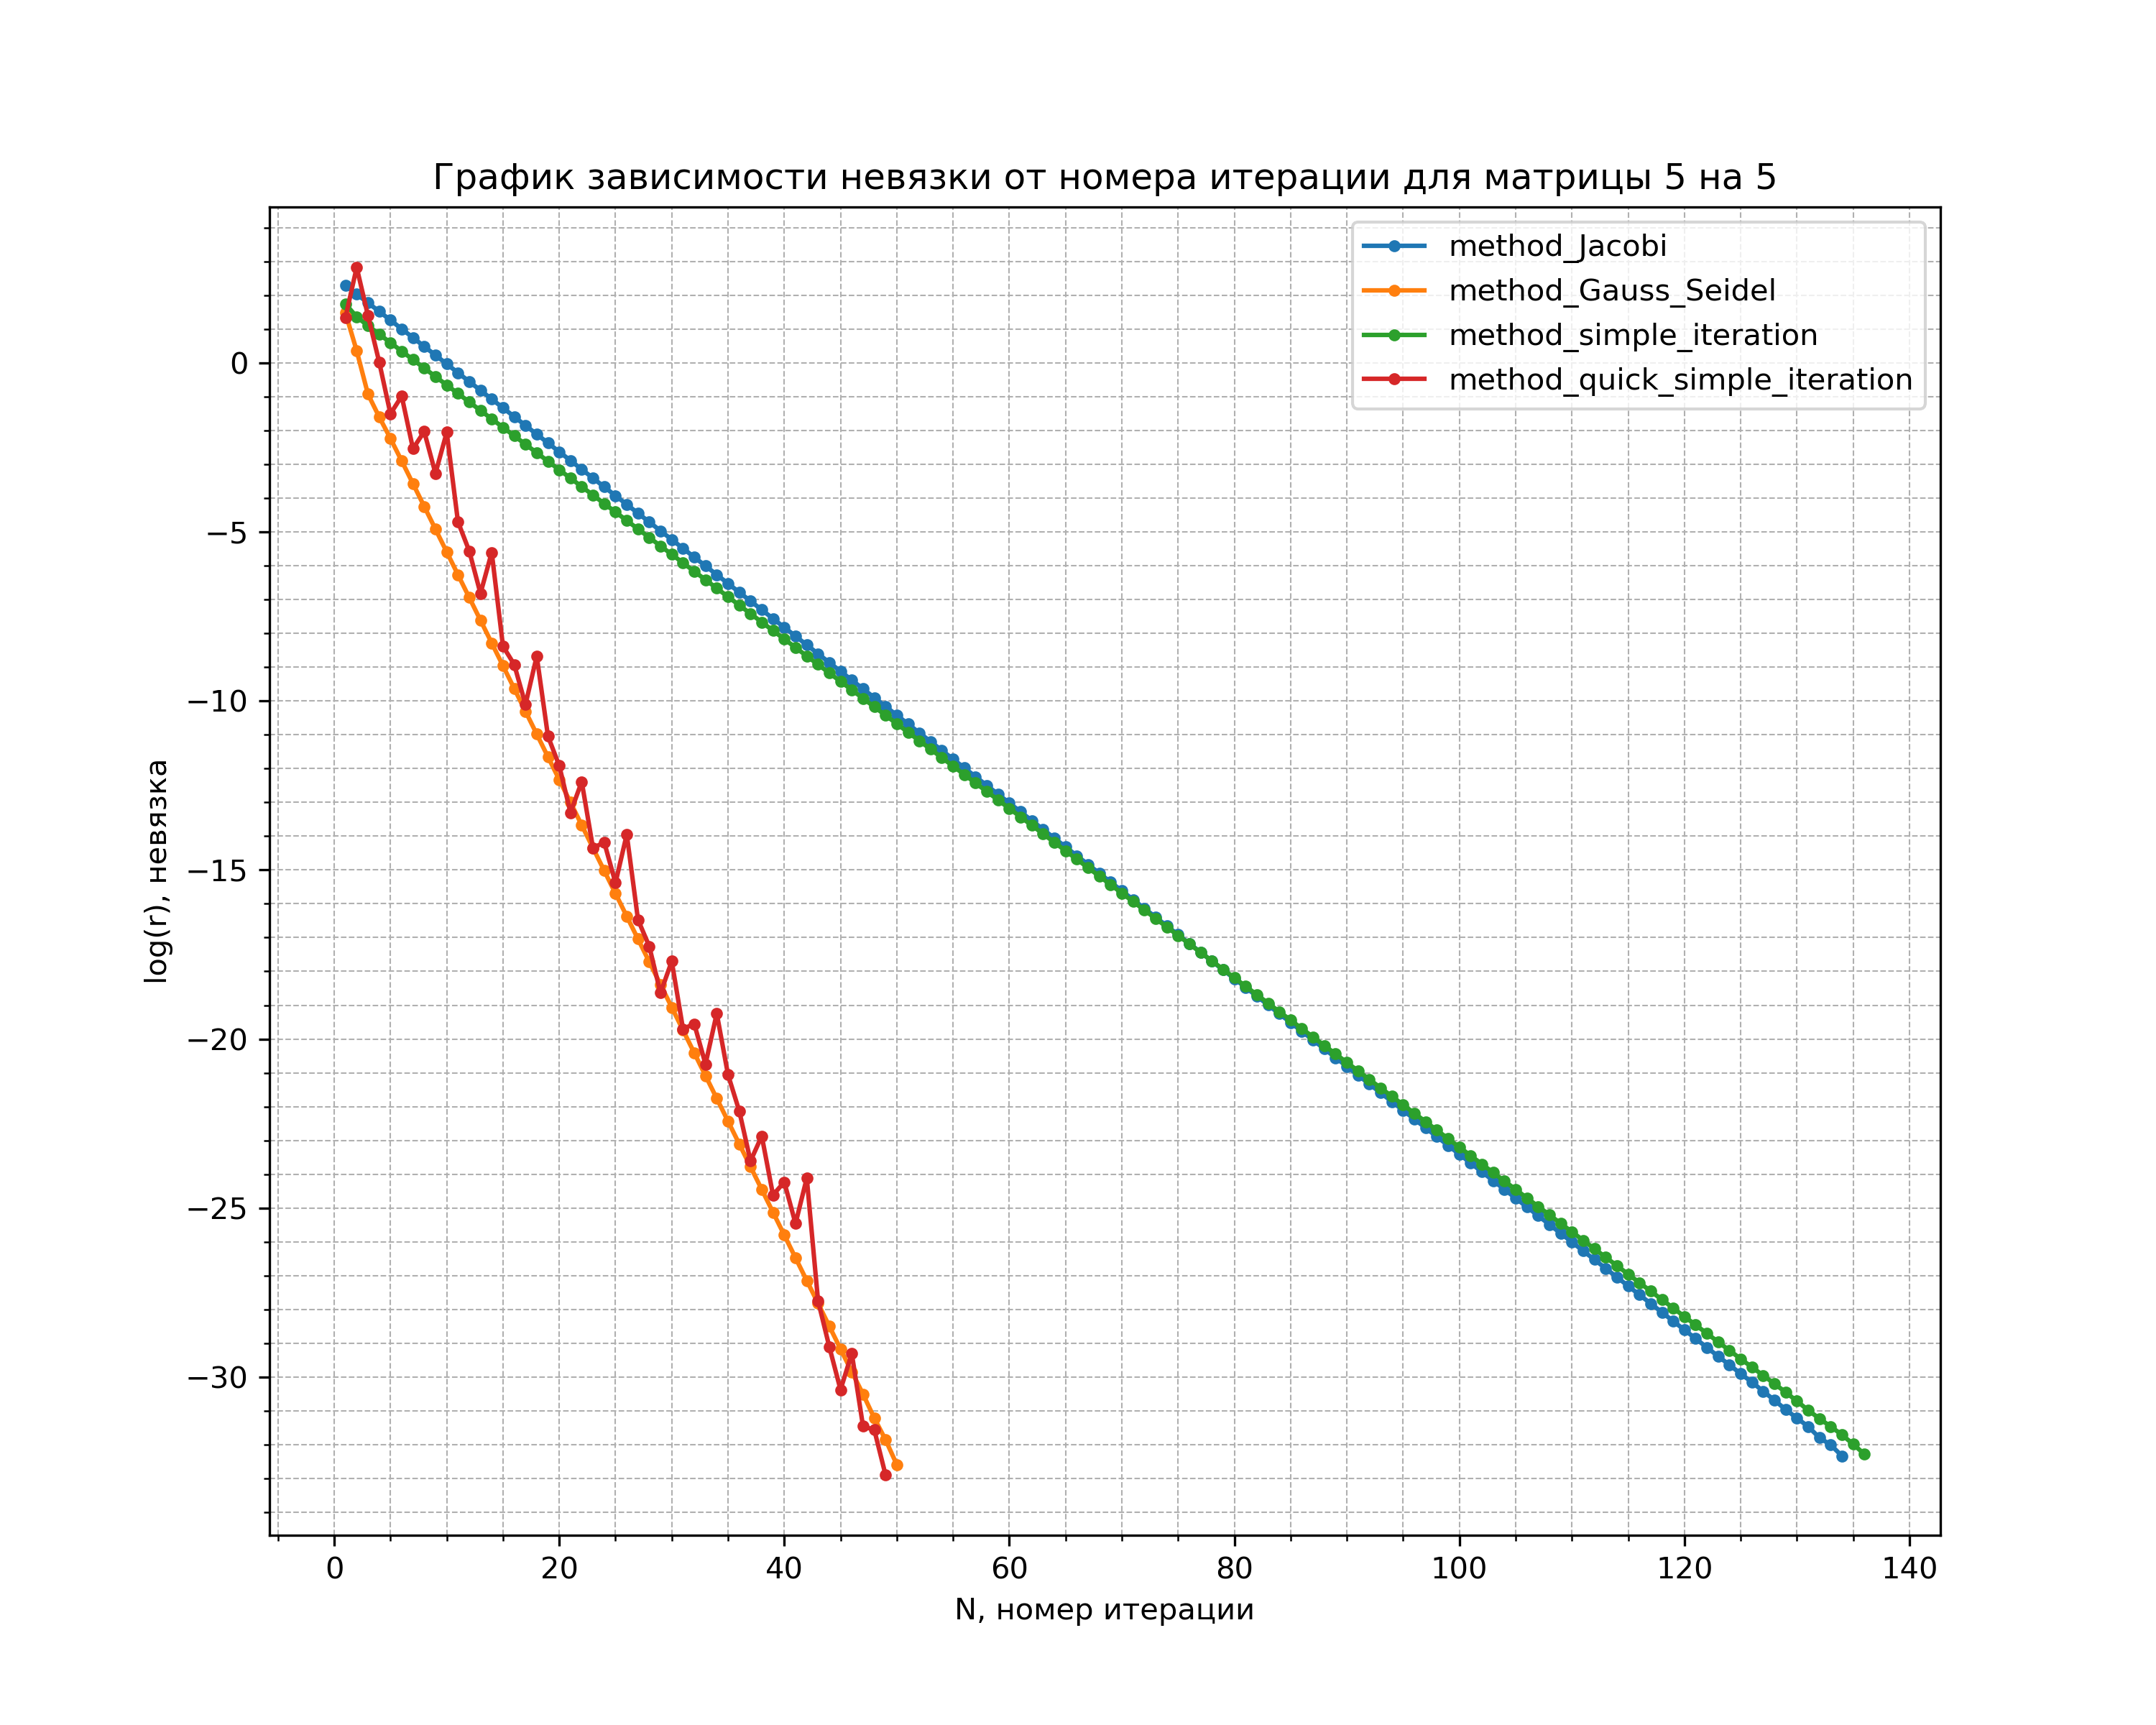 График зависимости невязки от номера итерации для матрицы 5 на 5
method_Jacobi
method_Gauss_Seidel
method_simple_iteration
method_quick_simple_iteration
log(r), невязка
0
−5
−10
−15
−20
−25
−30
0 20 40 60 80 100 120 140
N, номер итерации